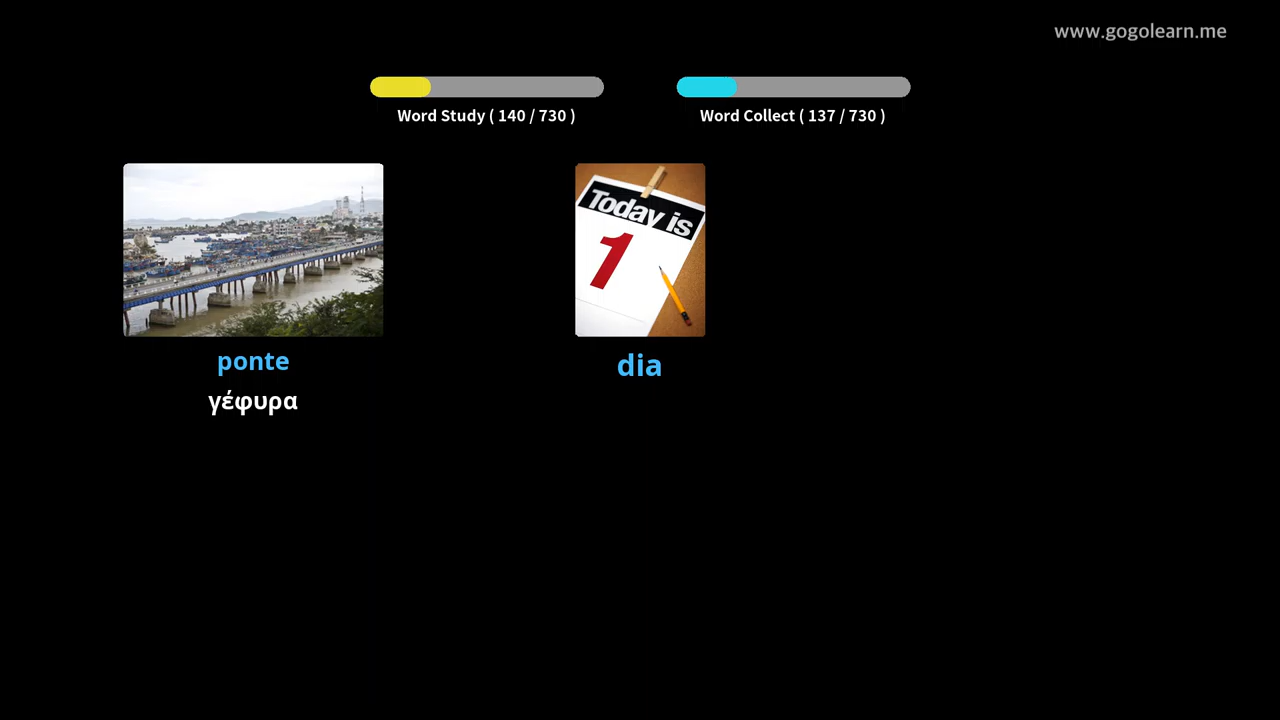 www.gogolearn.me
Word Study ( 140 / 730 )
Word Collect ( 137 / 730 )
Today is
1
ponte
γέφυρα
dia